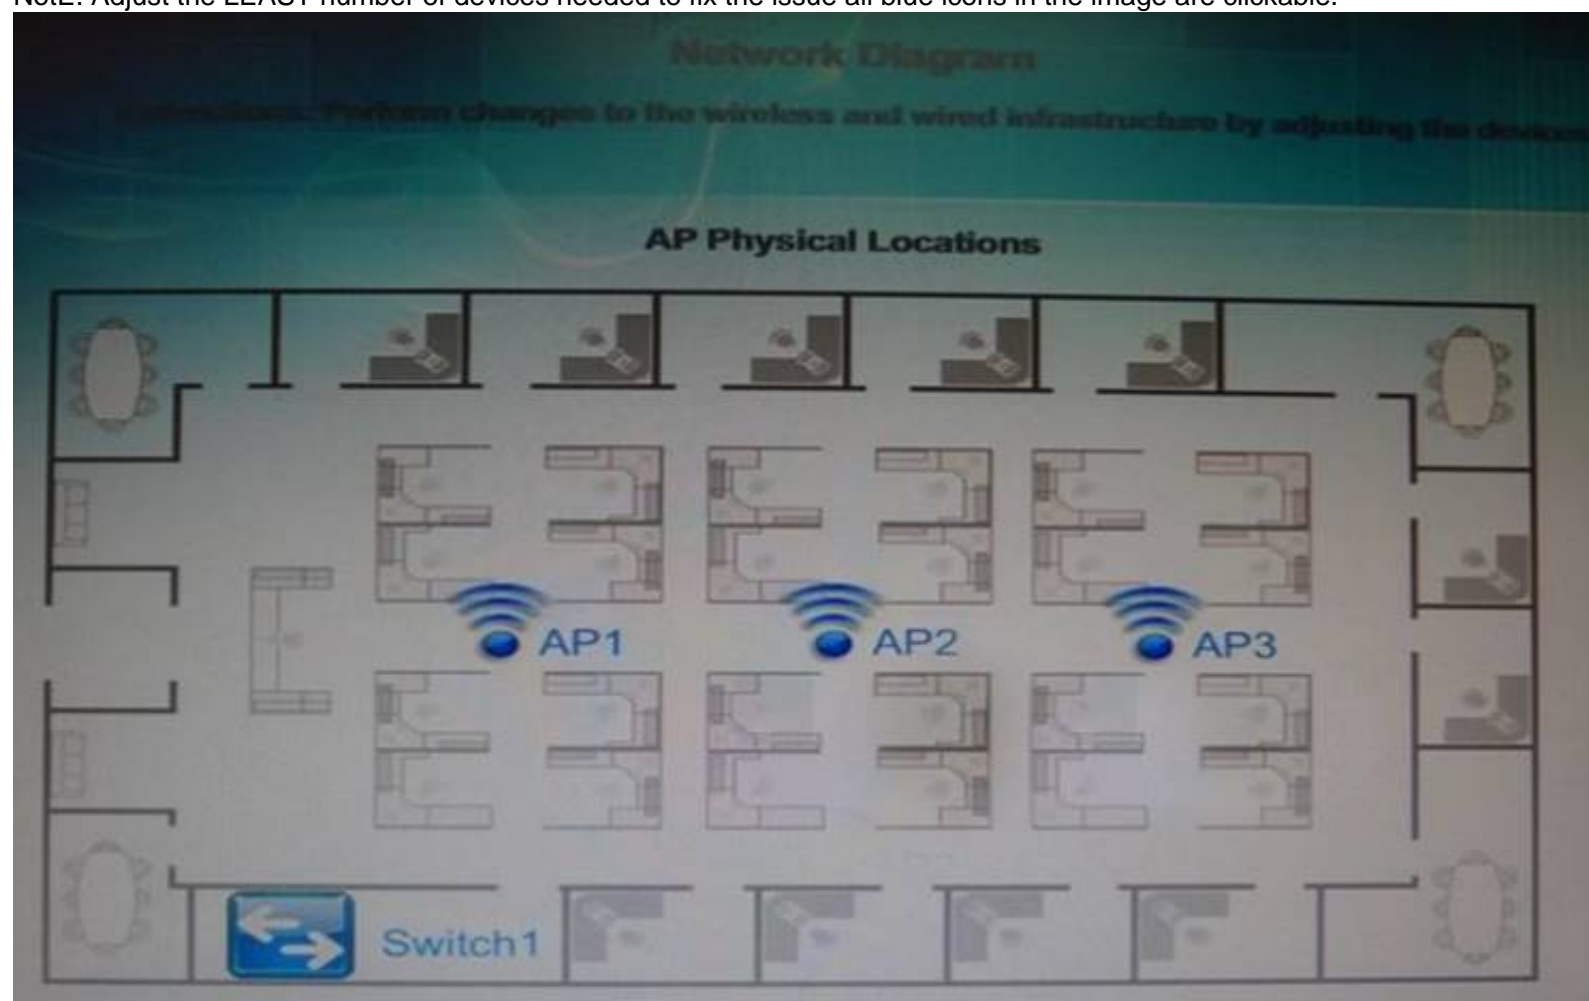 NotE: Adjust the LEAST number of devices needed to fix the issue all blue icons in the image are clickable.
Network Diagram
Perform changes to the wireless and wired infrastructure by adjusting the devices
AP Physical Locations
AP1
AP2
AP3
Switch1